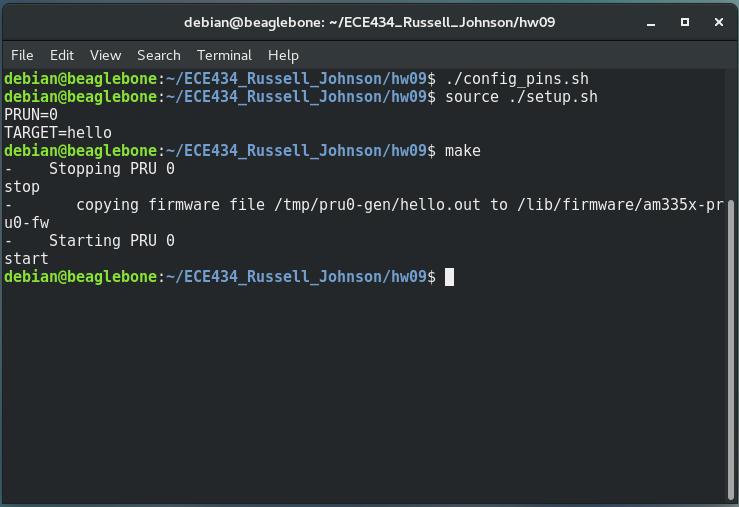 debian@beaglebone: ~/ECE434_Russell_Johnson/hw09
File Edit View Search Terminal Help
debian@beaglebone:~/ECE434_Russell_Johnson/hw09$ ./config_pins.sh
debian@beaglebone:~/ECE434_Russell_Johnson/hw09$ source ./setup.sh
PRUN=0
TARGET=hello
debian@beaglebone:~/ECE434_Russell_Johnson/hw09$ make
-    Stopping PRU 0
stop
-       copying firmware file /tmp/pru0-gen/hello.out to /lib/firmware/am335x-pr
u0-fw
-    Starting PRU 0
start
debian@beaglebone:~/ECE434_Russell_Johnson/hw09$